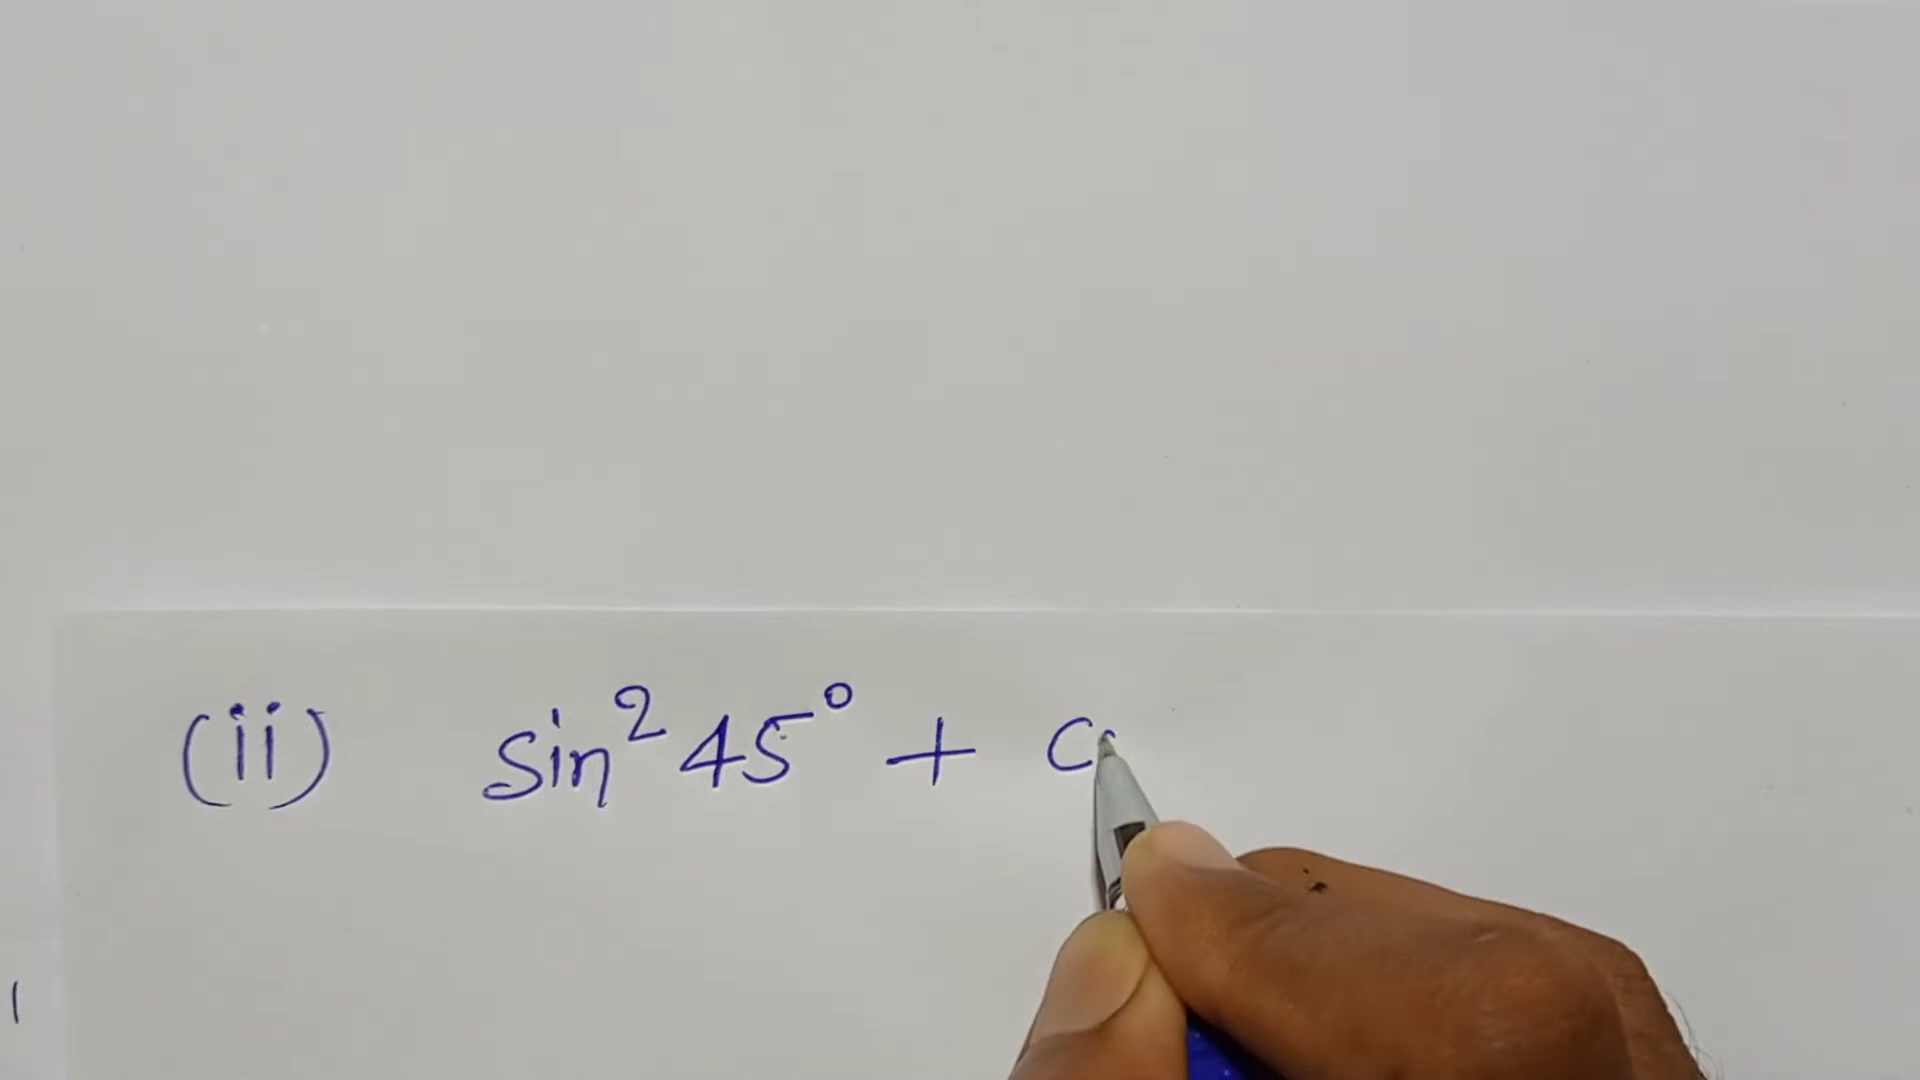 (ii) sin² 45° + c